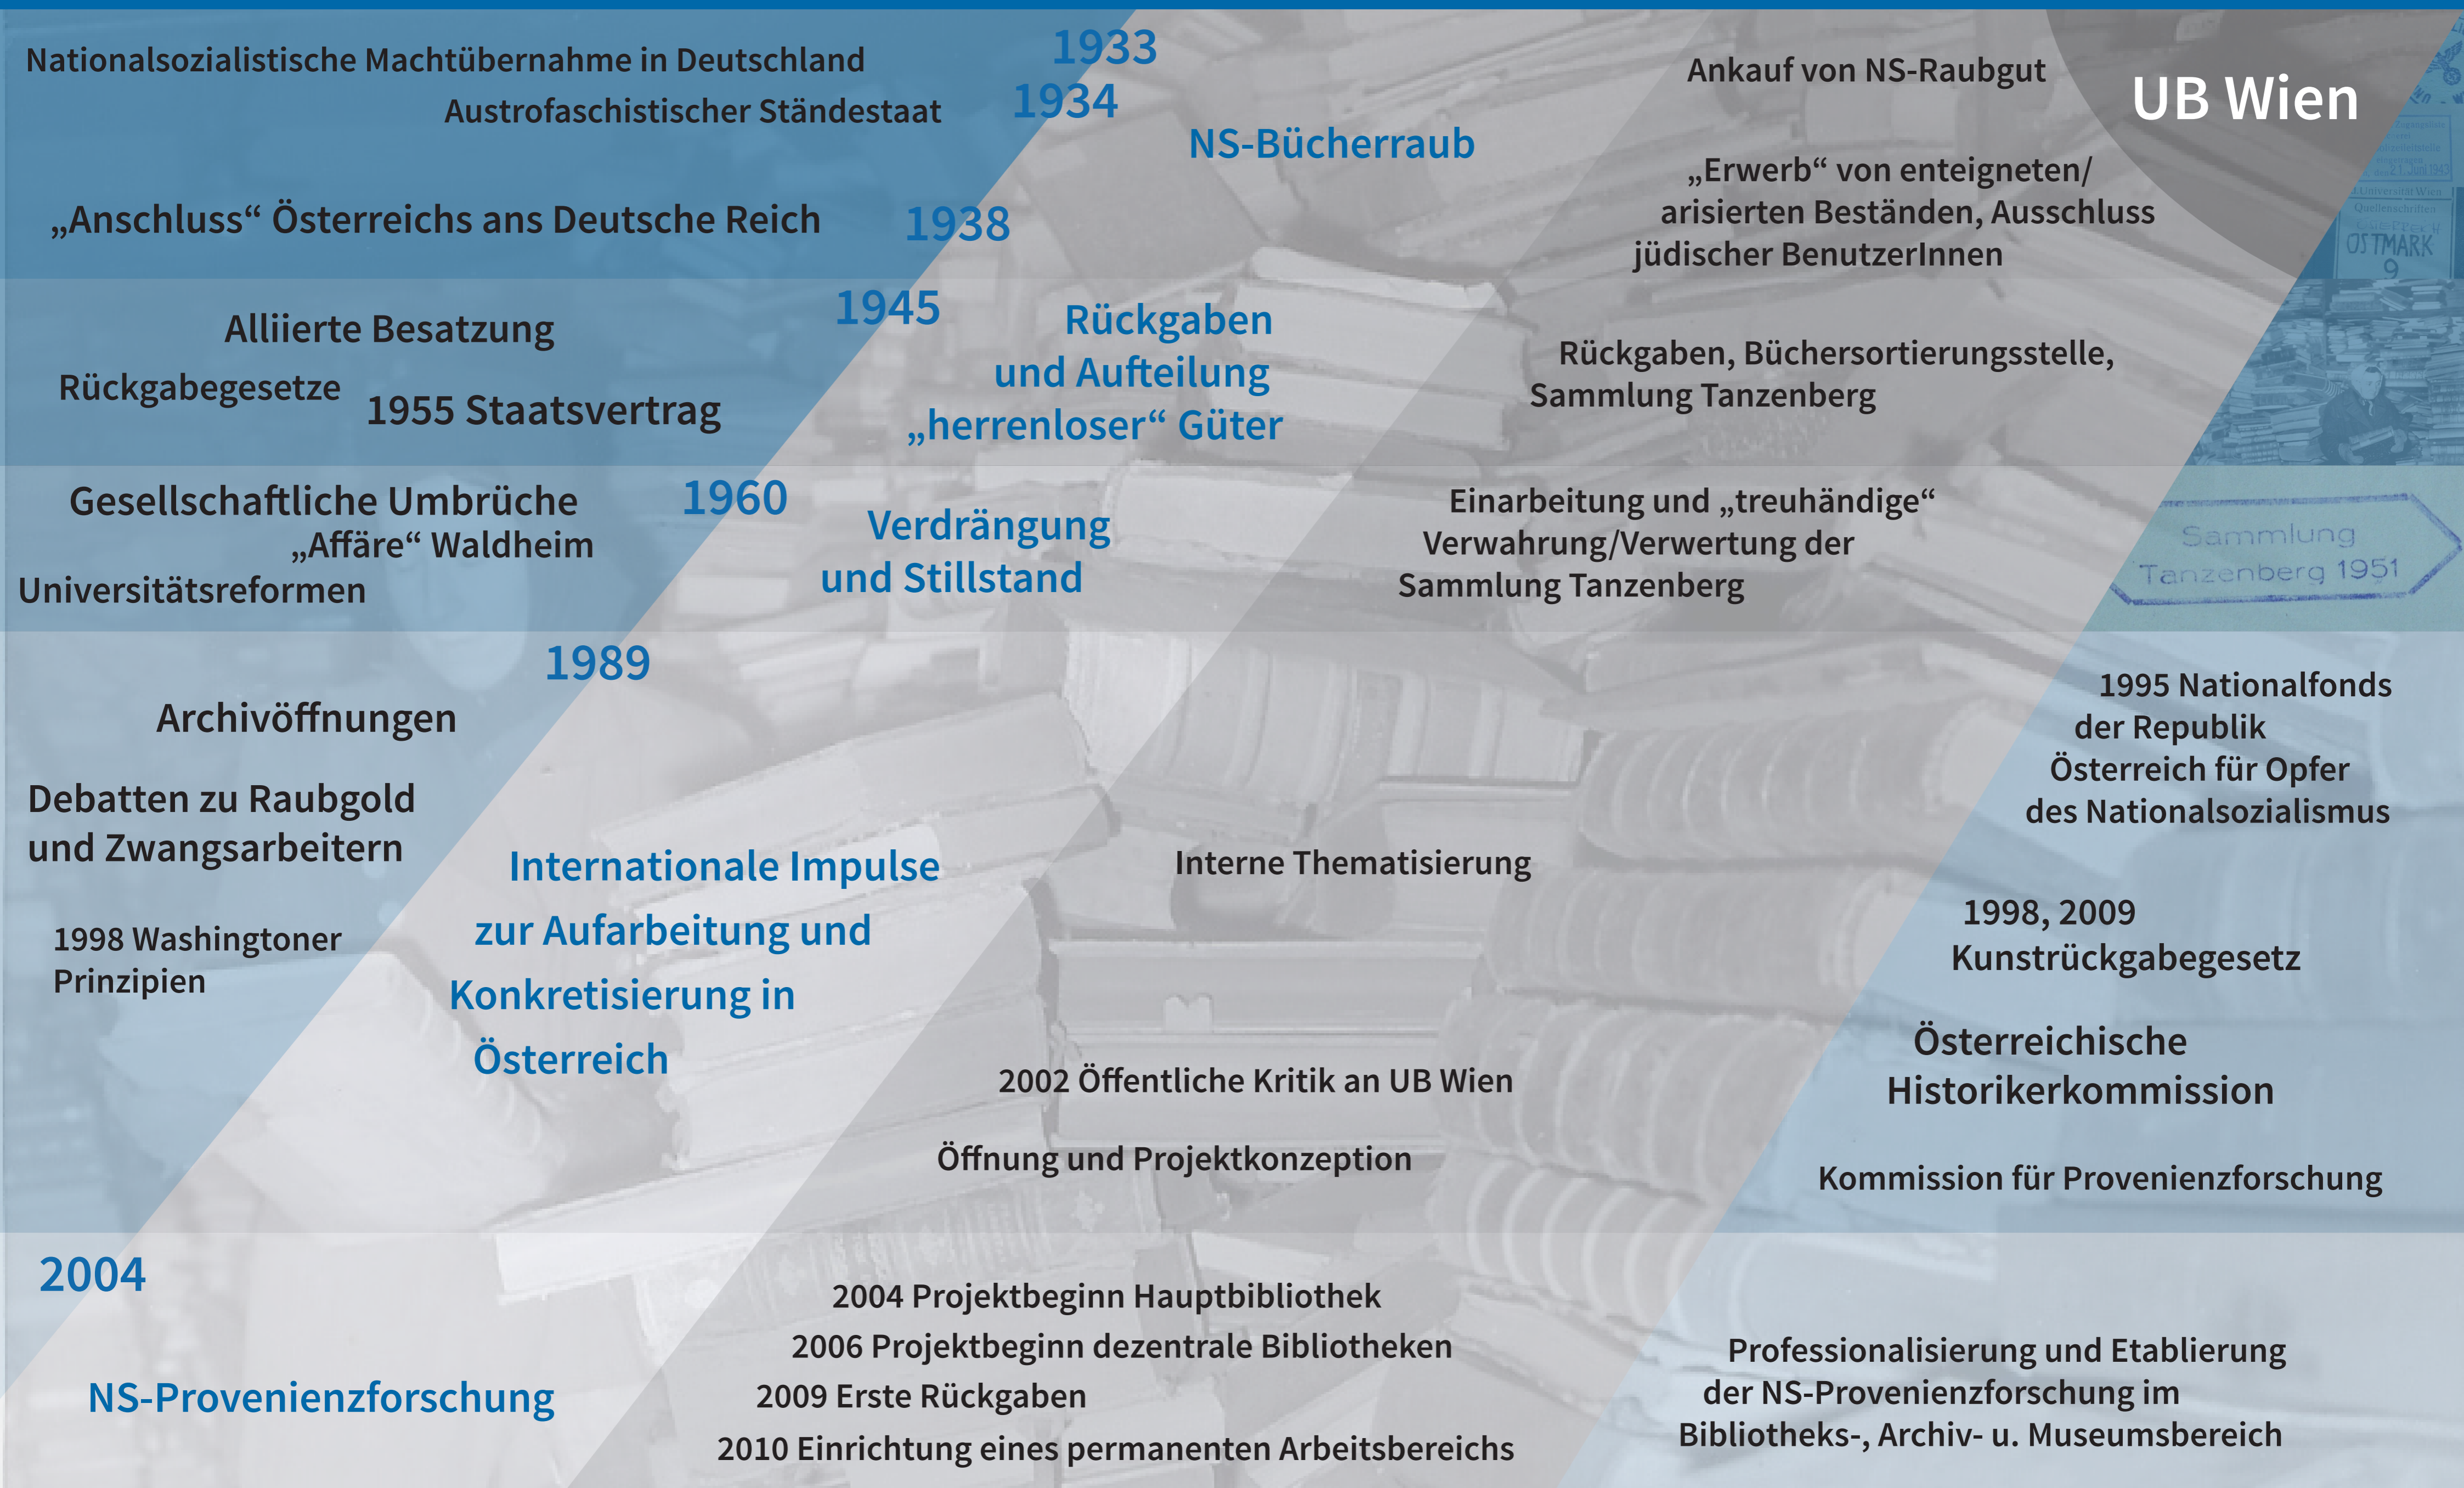 Nationalsozialistische Machtübernahme in Deutschland
1933
Austrofaschistischer Ständestaat
1934
NS-Bücherraub
Ankauf von NS-Raubgut
UB Wien
„Erwerb“ von enteigneten/
arisierten Beständen, Ausschluss
jüdischer BenutzerInnen
„Anschluss“ Österreichs ans Deutsche Reich
1938
21. Juni 1943
Universität Wien
Quellenschriften
OSTMARK
9
1945
Alliierte Besatzung
Rückgabegesetze
1955 Staatsvertrag
Rückgaben
und Aufteilung
„herrenloser“ Güter
Rückgaben, Büchersortierungsstelle,
Sammlung Tanzenberg
Gesellschaftliche Umbrüche
„Affäre“ Waldheim
Universitätsreformen
1960
Verdrängung
und Stillstand
Einarbeitung und „treuhändige“
Verwahrung/Verwertung der
Sammlung Tanzenberg
Sammlung
Tanzenberg 1951
1989
Archivöffnungen
Debatten zu Raubgold
und Zwangsarbeitern
1998 Washingtoner
Prinzipien
Internationale Impulse
zur Aufarbeitung und
Konkretisierung in
Österreich
Interne Thematisierung
2002 Öffentliche Kritik an UB Wien
Öffnung und Projektkonzeption
1995 Nationalfonds
der Republik
Österreich für Opfer
des Nationalsozialismus
1998, 2009
Kunstrückgabegesetz
Österreichische
Historikerkommission
Kommission für Provenienzforschung
2004
NS-Provenienzforschung
2004 Projektbeginn Hauptbibliothek
2006 Projektbeginn dezentrale Bibliotheken
2009 Erste Rückgaben
2010 Einrichtung eines permanenten Arbeitsbereichs
Professionalisierung und Etablierung
der NS-Provenienzforschung im
Bibliotheks-, Archiv- u. Museumsbereich